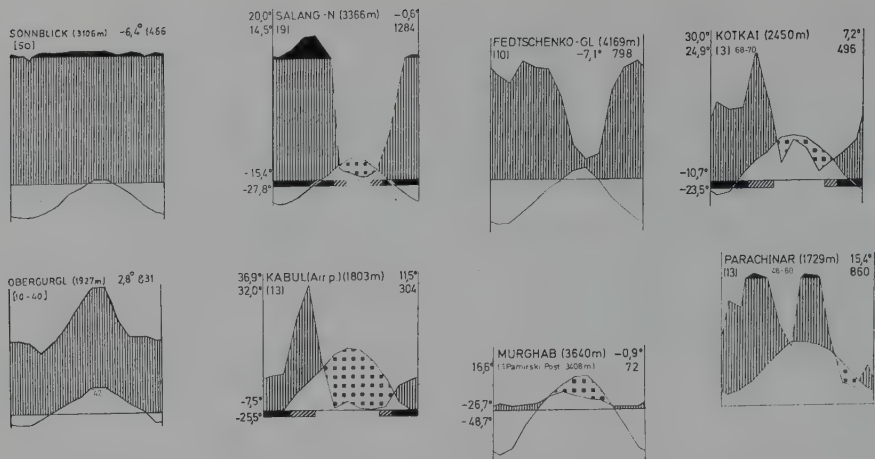 SONNBLICK (3106m) -6,4° 1466
[50]
20,0° SALANG-N (3366m) -0,6°
14,5° (9) 1284
-15,4°
-27,8°
FEDTSCHENKO-GL (4169m)
(10) -7,1° 798
30,0° KOTKAI (2450m) 7,2°
24,9° (3) 68-70 496
-10,7°
-23,5°
OBERGURGL (1927m) 2,8° 831
[10-40]
36,9° KABUL (Airp.) (1803m) 11,5°
32,0° (13) 304
-7,5°
-25,5°
MURGHAB (3640m) -0,9°
16,6° (Pamirski Post 3408m) 72
-26,7°
-48,7°
PARACHINAR (1729m) 15,4°
(13) 46-60 860